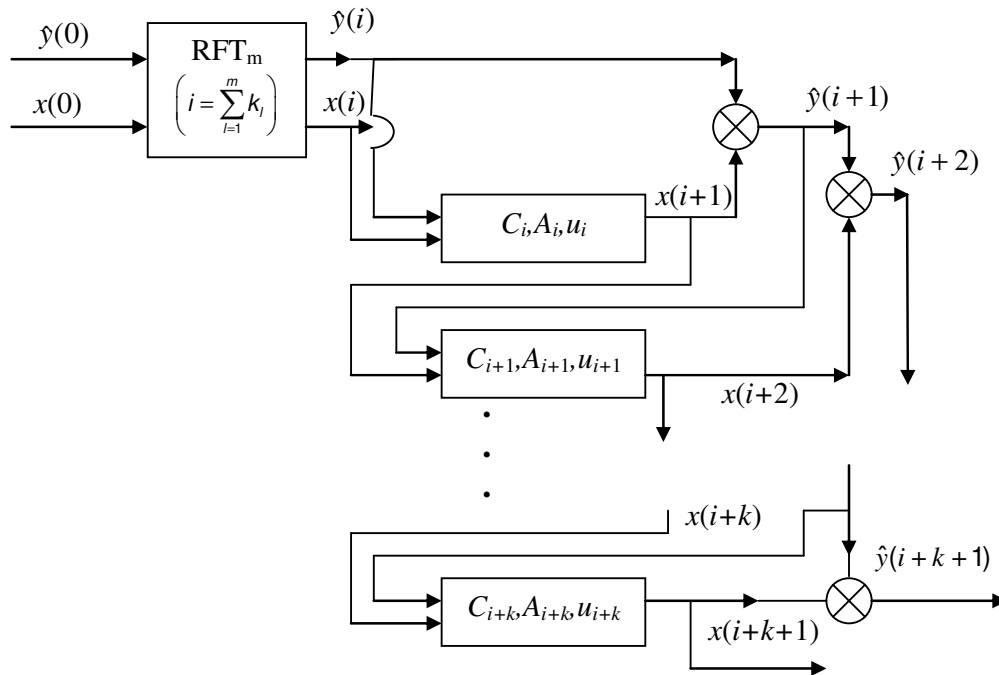 ŷ(0)
x(0)
RFTₘ
(i = ∑_{l=1}^{m} k_l)
ŷ(i)
x(i)
ŷ(i+1)
ŷ(i+2)
x(i+1)
C_i,A_i,u_i
C_{i+1},A_{i+1},u_{i+1}
x(i+2)
x(i+k)
ŷ(i + k + 1)
C_{i+k},A_{i+k},u_{i+k}
x(i+k+1)